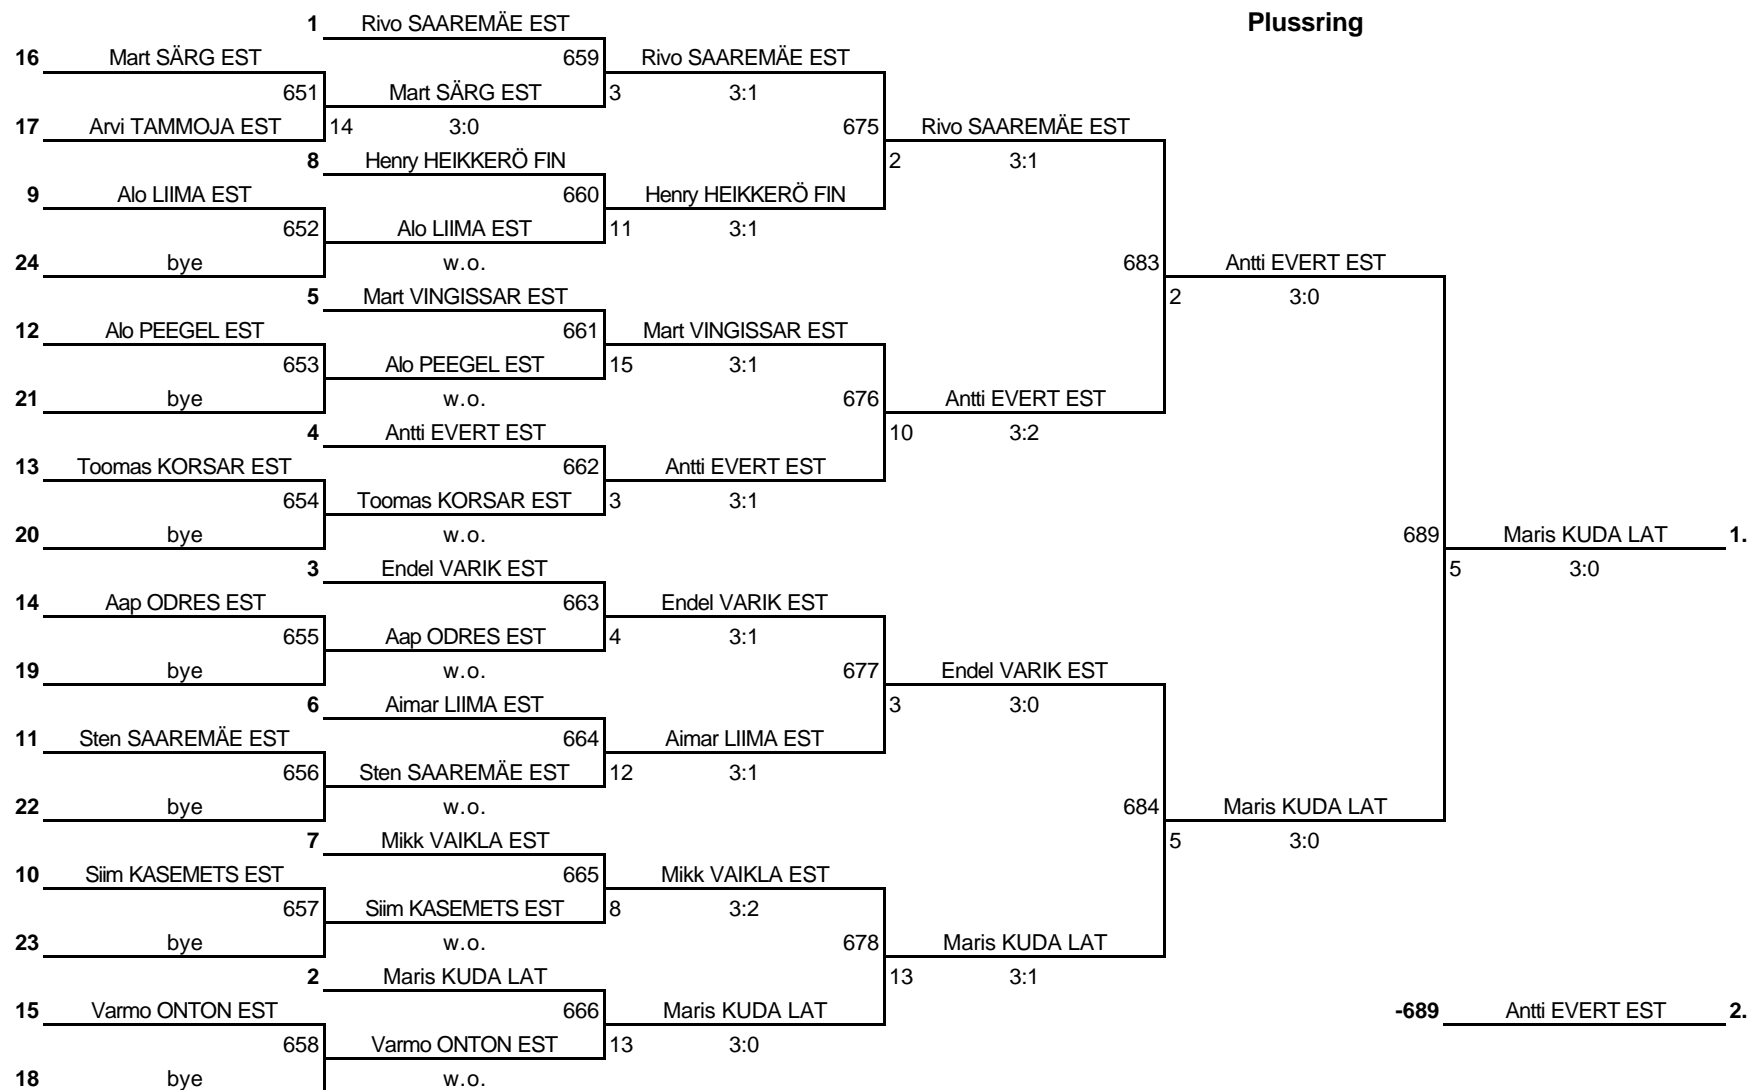 1 Rivo SAAREMÄE EST Plussring
16 Mart SÄRG EST 659 Rivo SAAREMÄE EST
651 Mart SÄRG EST 3 3:1
17 Arvi TAMMOJA EST 14 3:0 675 Rivo SAAREMÄE EST
8 Henry HEIKKERÖ FIN 2 3:1
9 Alo LIIMA EST 660 Henry HEIKKERÖ FIN
652 Alo LIIMA EST 11 3:1
24 bye w.o. 683 Antti EVERT EST
5 Mart VINGISSAR EST 2 3:0
12 Alo PEEGEL EST 661 Mart VINGISSAR EST
653 Alo PEEGEL EST 15 3:1
21 bye w.o. 676 Antti EVERT EST
4 Antti EVERT EST 10 3:2
13 Toomas KORSAR EST 662 Antti EVERT EST
654 Toomas KORSAR EST 3 3:1
20 bye w.o. 689 Maris KUDA LAT 1.
3 Endel VARIK EST 5 3:0
14 Aap ODRES EST 663 Endel VARIK EST
655 Aap ODRES EST 4 3:1
19 bye w.o. 677 Endel VARIK EST
6 Aimar LIIMA EST 3 3:0
11 Sten SAAREMÄE EST 664 Aimar LIIMA EST
656 Sten SAAREMÄE EST 12 3:1
22 bye w.o. 684 Maris KUDA LAT
7 Mikk VAIKLA EST 5 3:0
10 Siim KASEMETS EST 665 Mikk VAIKLA EST
657 Siim KASEMETS EST 8 3:2
23 bye w.o. 678 Maris KUDA LAT
2 Maris KUDA LAT 13 3:1
15 Varmo ONTON EST 666 Maris KUDA LAT -689 Antti EVERT EST 2.
658 Varmo ONTON EST 13 3:0
18 bye w.o.